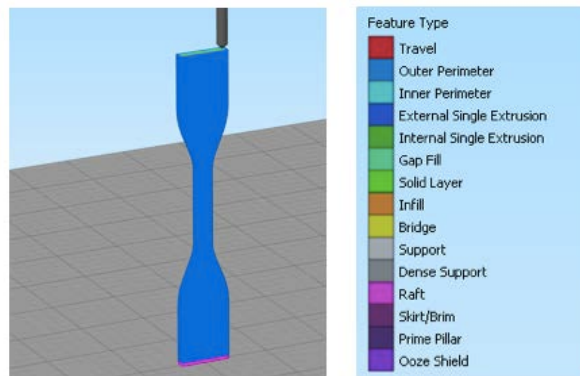 Feature Type
Travel
Outer Perimeter
Inner Perimeter
External Single Extrusion
Internal Single Extrusion
Gap Fill
Solid Layer
Infill
Bridge
Support
Dense Support
Raft
Skirt/Brim
Prime Pillar
Ooze Shield